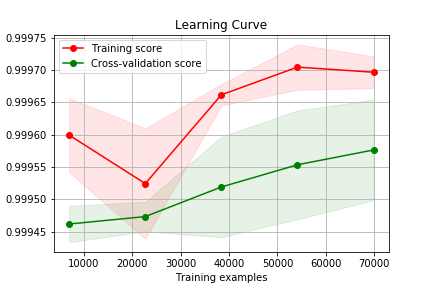 Learning Curve
0.99975
0.99970
0.99965
0.99960
0.99955
0.99950
0.99945
Training score
Cross-validation score
10000 20000 30000 40000 50000 60000 70000
Training examples